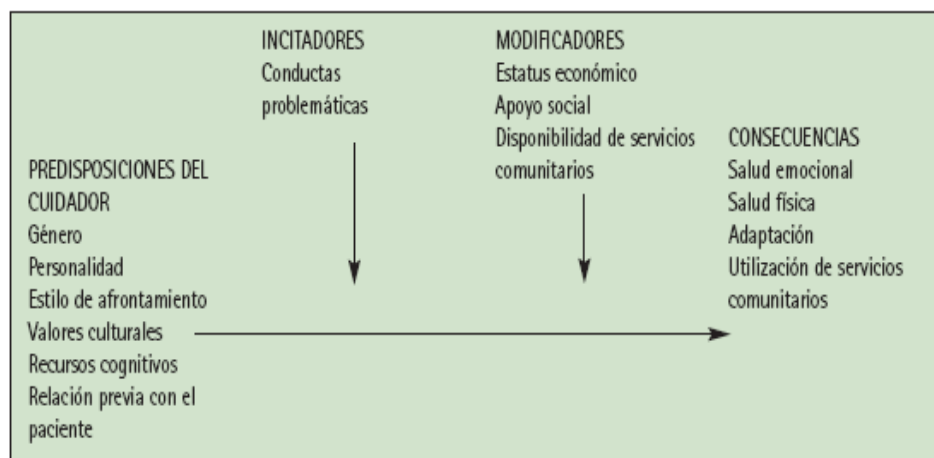 INCITADORES
Conductas
problemáticas
MODIFICADORES
Estatus económico
Apoyo social
Disponibilidad de servicios
comunitarios
PREDISPOSICIONES DEL
CUIDADOR
Género
Personalidad
Estilo de afrontamiento
Valores culturales
Recursos cognitivos
Relación previa con el
paciente
CONSECUENCIAS
Salud emocional
Salud física
Adaptación
Utilización de servicios
comunitarios